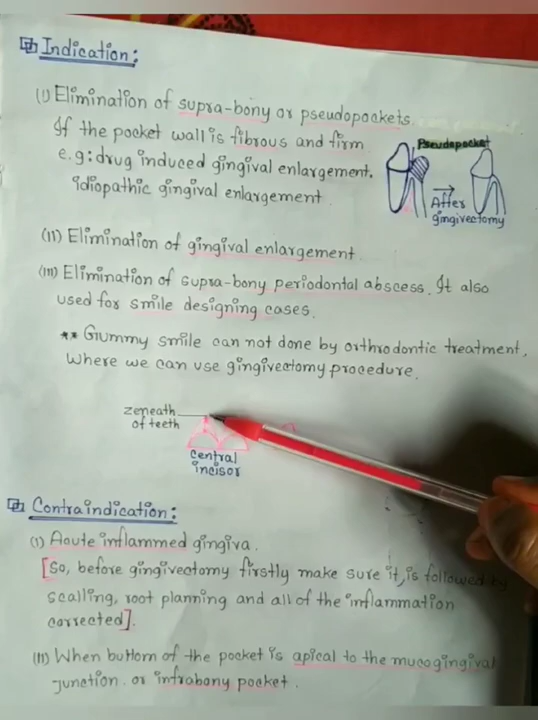 Indication:
(I) Elimination of supra-bony or pseudopockets.
If the pocket wall is fibrous and firm
e.g: drug induced gingival enlargement.
idiopathic gingival enlargement
Pseudopocket
After
gingivectomy
(II) Elimination of gingival enlargement.
(III) Elimination of supra-bony periodontal abscess. It also
used for smile designing cases.
** Gummy smile can not done by orthrodontic treatment,
Where we can use gingivectomy procedure.
zeneath
of teeth
central
incisor
Contraindication:
(I) Acute inflammed gingiva.
[So, before gingivectomy firstly make sure it, is followed by
scalling, root planning and all of the inflammation
corrected].
(II) When buttom of the pocket is apical to the mucogingival
junction. or infrabony pocket.